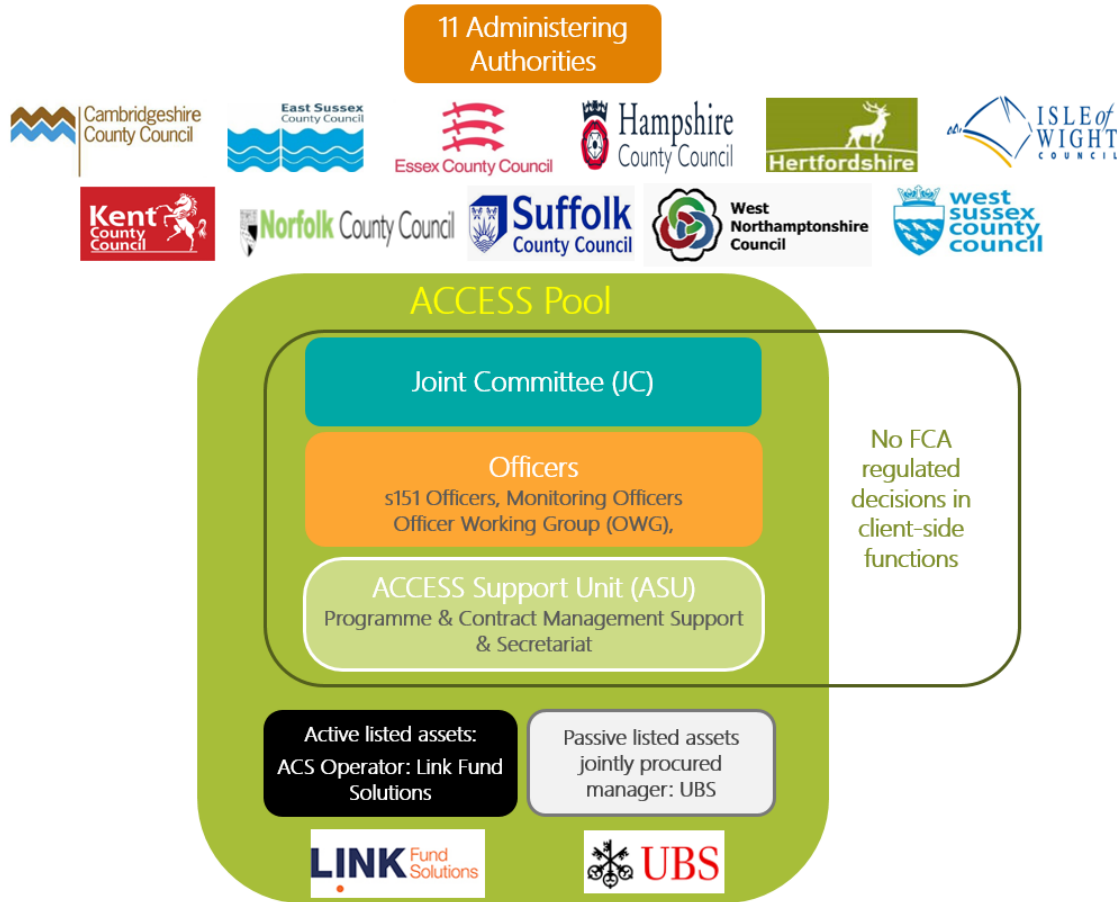 11 Administering
Authorities
Cambridgeshire
County Council
East Sussex
County Council
Essex County Council
Hampshire
County Council
Hertfordshire
ISLE of
WIGHT
COUNCIL
Kent
County
Council
Norfolk County Council
Suffolk
County Council
West
Northamptonshire
Council
west
sussex
county
council
ACCESS Pool
Joint Committee (JC)
Officers
s151 Officers, Monitoring Officers
Officer Working Group (OWG),
ACCESS Support Unit (ASU)
Programme & Contract Management Support
& Secretariat
No FCA
regulated
decisions in
client-side
functions
Active listed assets:
ACS Operator: Link Fund
Solutions
Passive listed assets
jointly procured
manager: UBS
LINK Fund
Solutions
UBS